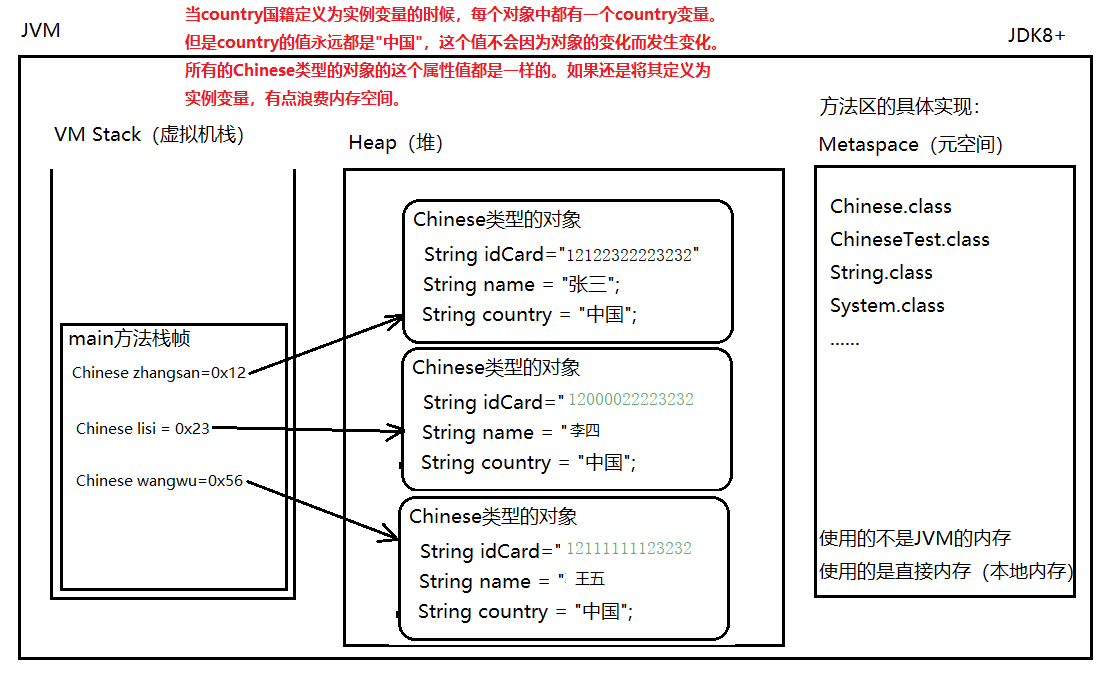 当country国籍定义为实例变量的时候，每个对象中都有一个country变量。
但是country的值永远都是"中国"，这个值不会因为对象的变化而发生变化。
所有的Chinese类型的对象的这个属性值都是一样的。如果还是将其定义为
实例变量，有点浪费内存空间。
JVM
JDK8+
VM Stack（虚拟机栈）
main方法栈帧
Chinese zhangsan=0x12
Chinese lisi = 0x23
Chinese wangwu=0x56
Heap（堆）
Chinese类型的对象
String idCard="12122322223232"
String name = "张三";
String country = "中国";
Chinese类型的对象
String idCard="12000022223232
String name = "李四
String country = "中国";
Chinese类型的对象
String idCard="12111111123232
String name = "王五
String country = "中国";
方法区的具体实现：
Metaspace（元空间）
Chinese.class
ChineseTest.class
String.class
System.class
......
使用的不是JVM的内存
使用的是直接内存（本地内存）